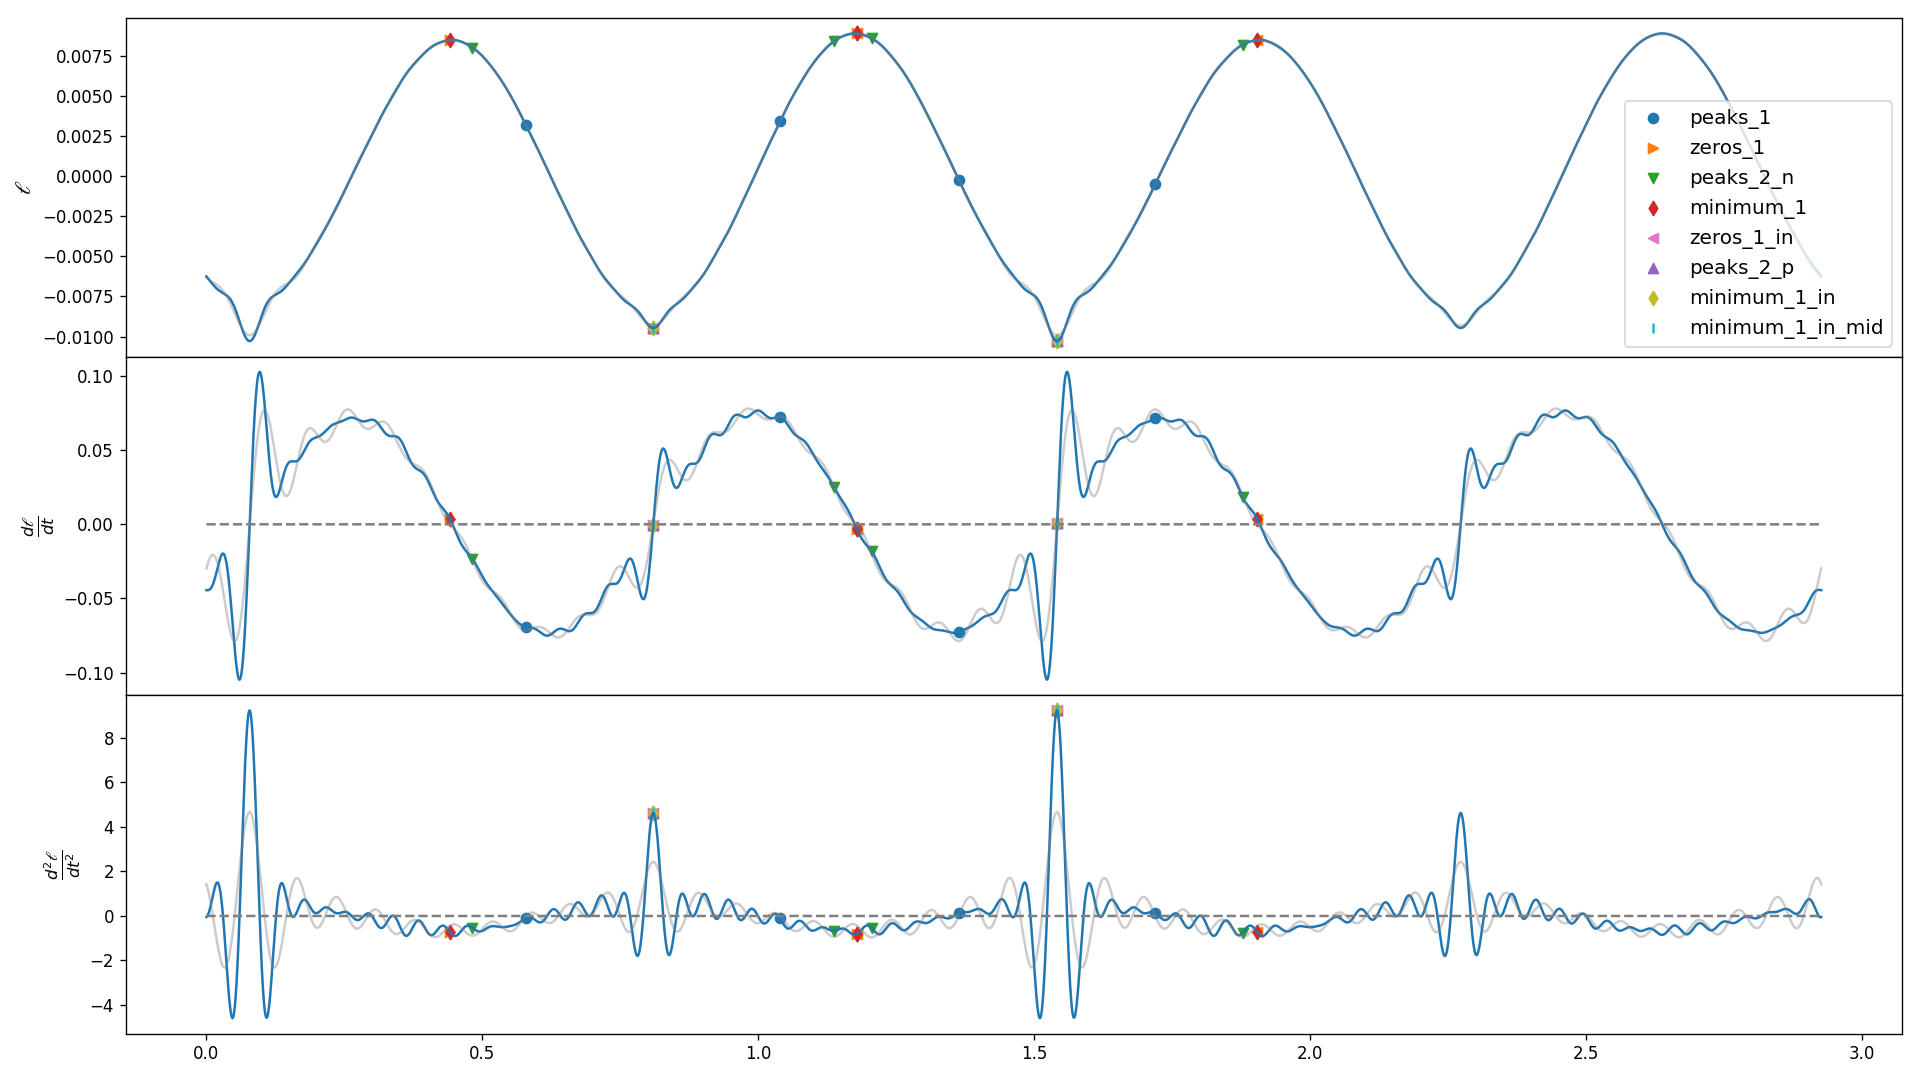 0.0075
0.0050
0.0025
0.0000
−0.0025
−0.0050
−0.0075
−0.0100
ℓ
peaks_1
zeros_1
peaks_2_n
minimum_1
zeros_1_in
peaks_2_p
minimum_1_in
minimum_1_in_mid
0.10
0.05
0.00
−0.05
−0.10
dℓ
dt
8
6
4
2
0
−2
−4
d²ℓ
dt²
0.0 0.5 1.0 1.5 2.0 2.5 3.0